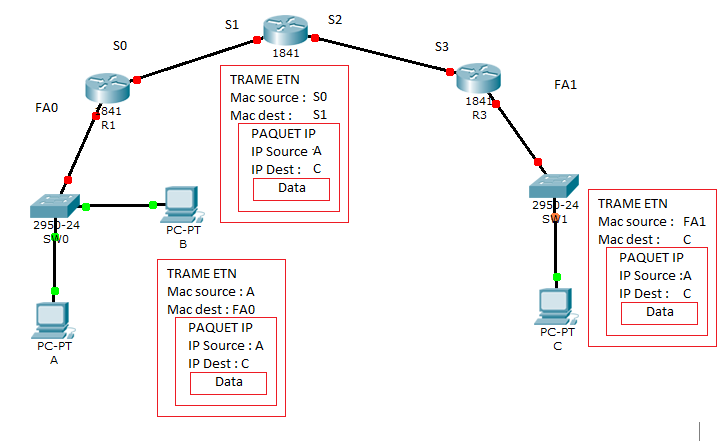 S1
S2
S0
S3
1841
FA0
1841
R1
1841
R3
FA1
TRAME ETN
Mac source : S0
Mac dest : S1
PAQUET IP
IP Source : A
IP Dest : C
Data
2950-24
SW0
PC-PT
B
2950-24
SW1
TRAME ETN
Mac source : FA1
Mac dest : C
PAQUET IP
IP Source :A
IP Dest : C
Data
TRAME ETN
Mac source : A
Mac dest : FA0
PAQUET IP
IP Source : A
IP Dest : C
Data
PC-PT
A
PC-PT
C